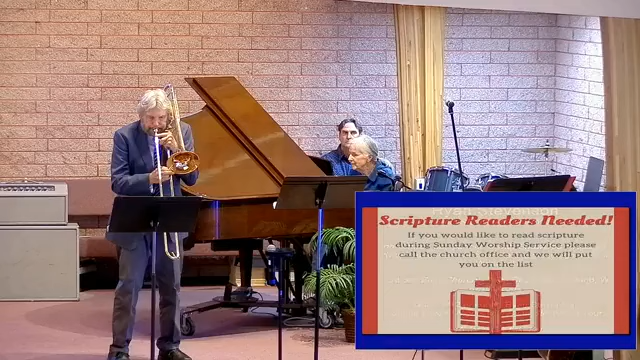 Scripture Readers Needed!
If you would like to read scripture
during Sunday Worship Service please
call the church office and we will put
you on the list